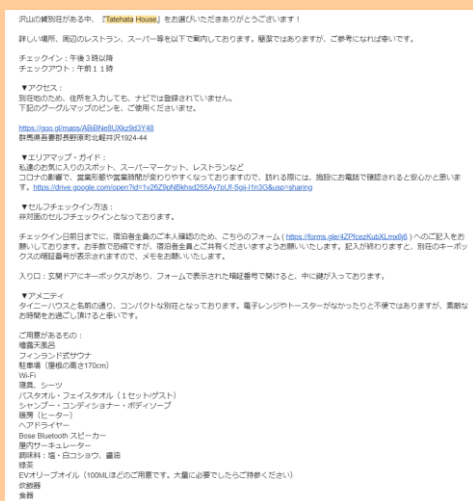 沢山の貸別荘がある中、『Tatehata House』をお選びいただきありがとうございます！
詳しい場所、周辺のレストラン、スーパー等を以下で案内しております。簡潔ではありますが、ご参考になれば幸いです。
チェックイン：午後３時以降
チェックアウト：午前１１時
▼アクセス：
別荘地のため、住所を入力しても、ナビでは登録されていません。
下記のグーグルマップのピンを、ご使用くださいませ。
群馬県吾妻郡長野原町北軽井沢1924-44
▼エリアマップ・ガイド：
私達のお気に入りのスポット、スーパーマーケット、レストランなど
コロナの影響で、営業形態や営業時間が変わりやすくなっておりますので、訪れる際には、施設にお電話で確認されると安心かと思いま
す。
▼セルフチェックイン方法：
非対面のセルフチェックインとなっております。
チェックイン日前日までに、宿泊者全員のご本人確認のため、こちらのフォーム ( ) へのご記入をお
願いしております。お手数で恐縮ですが、宿泊者全員とご共有くださいますようお願いいたします。記入が終わりますと、別荘のキーボッ
クスの暗証番号が表示されますので、メモをお願いいたします。
入り口：玄関ドアにキーボックスがあり、フォームで表示された暗証番号で開けると、中に鍵が入っております。
▼アメニティ
タイニーハウスと名前の通り、コンパクトな別荘となっております。電子レンジやトースターがなかったりと不便ではありますが、素敵な
お時間をお過ごし頂けると幸いです。
ご用意があるもの：
檜露天風呂
フィンランド式サウナ
駐車場（屋根の高さ170cm）
Wi-Fi
寝具、シーツ
バスタオル・フェイスタオル（１セット/ゲスト）
シャンプー・コンディショナー・ボディソープ
暖房（ヒーター）
ヘアドライヤー
Bose Bluetooth スピーカー
屋内サーキュレーター
調味料：塩・白コショウ、醤油
緑茶
EVオリーブオイル（100MLほどのご用意です。大量に必要でしたらご持参ください）
炊飯器
食器